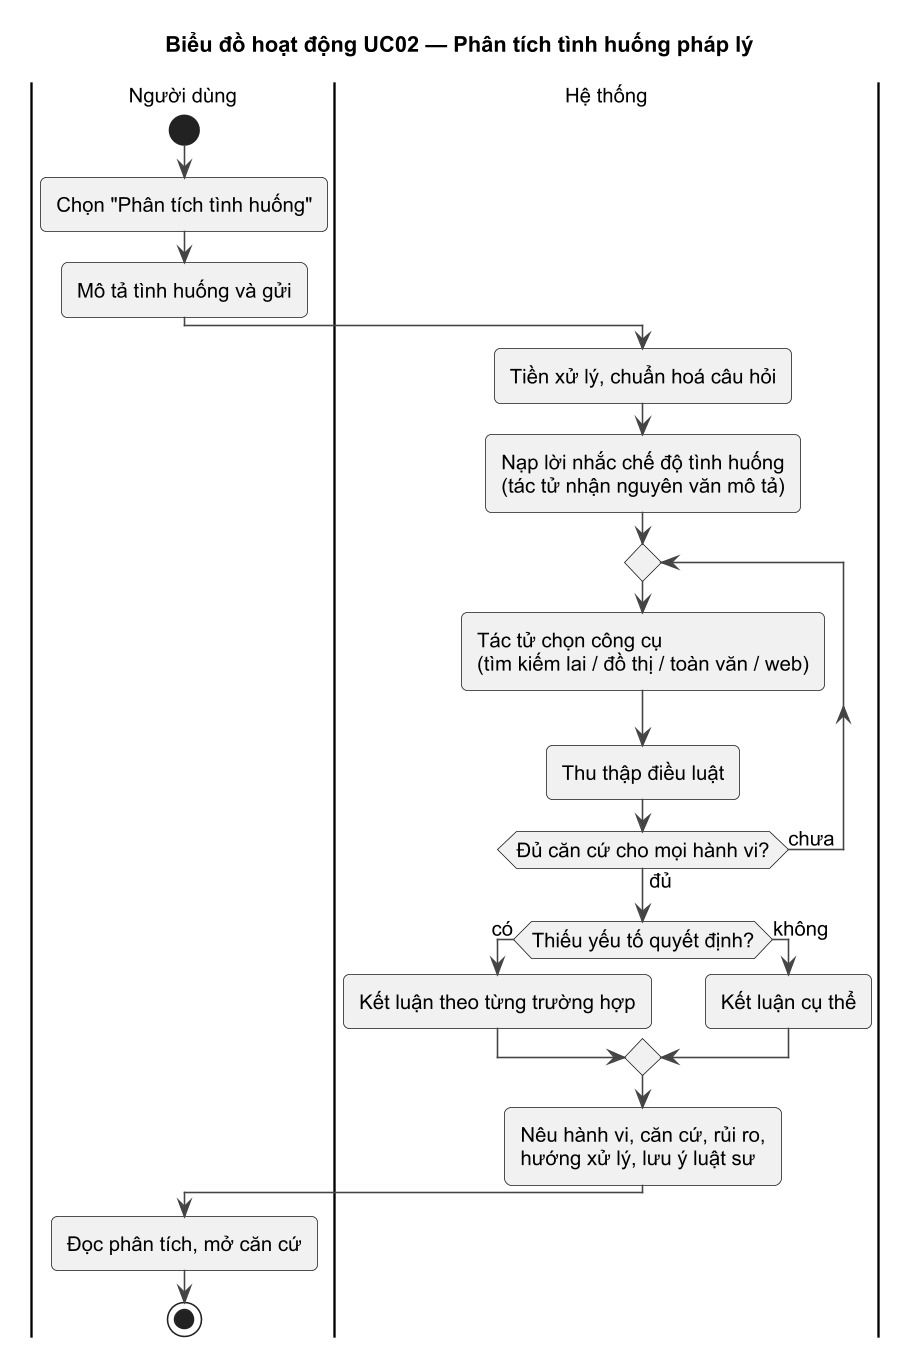 Biểu đồ hoạt động UC02 — Phân tích tình huống pháp lý
Người dùng
Hệ thống
Chọn "Phân tích tình huống"
Mô tả tình huống và gửi
Tiền xử lý, chuẩn hoá câu hỏi
Nạp lời nhắc chế độ tình huống
(tác tử nhận nguyên văn mô tả)
Tác tử chọn công cụ
(tìm kiếm lai / đồ thị / toàn văn / web)
Thu thập điều luật
Đủ căn cứ cho mọi hành vi?
chưa
đủ
có
Thiếu yếu tố quyết định?
không
Kết luận theo từng trường hợp
Kết luận cụ thể
Nêu hành vi, căn cứ, rủi ro,
hướng xử lý, lưu ý luật sư
Đọc phân tích, mở căn cứ